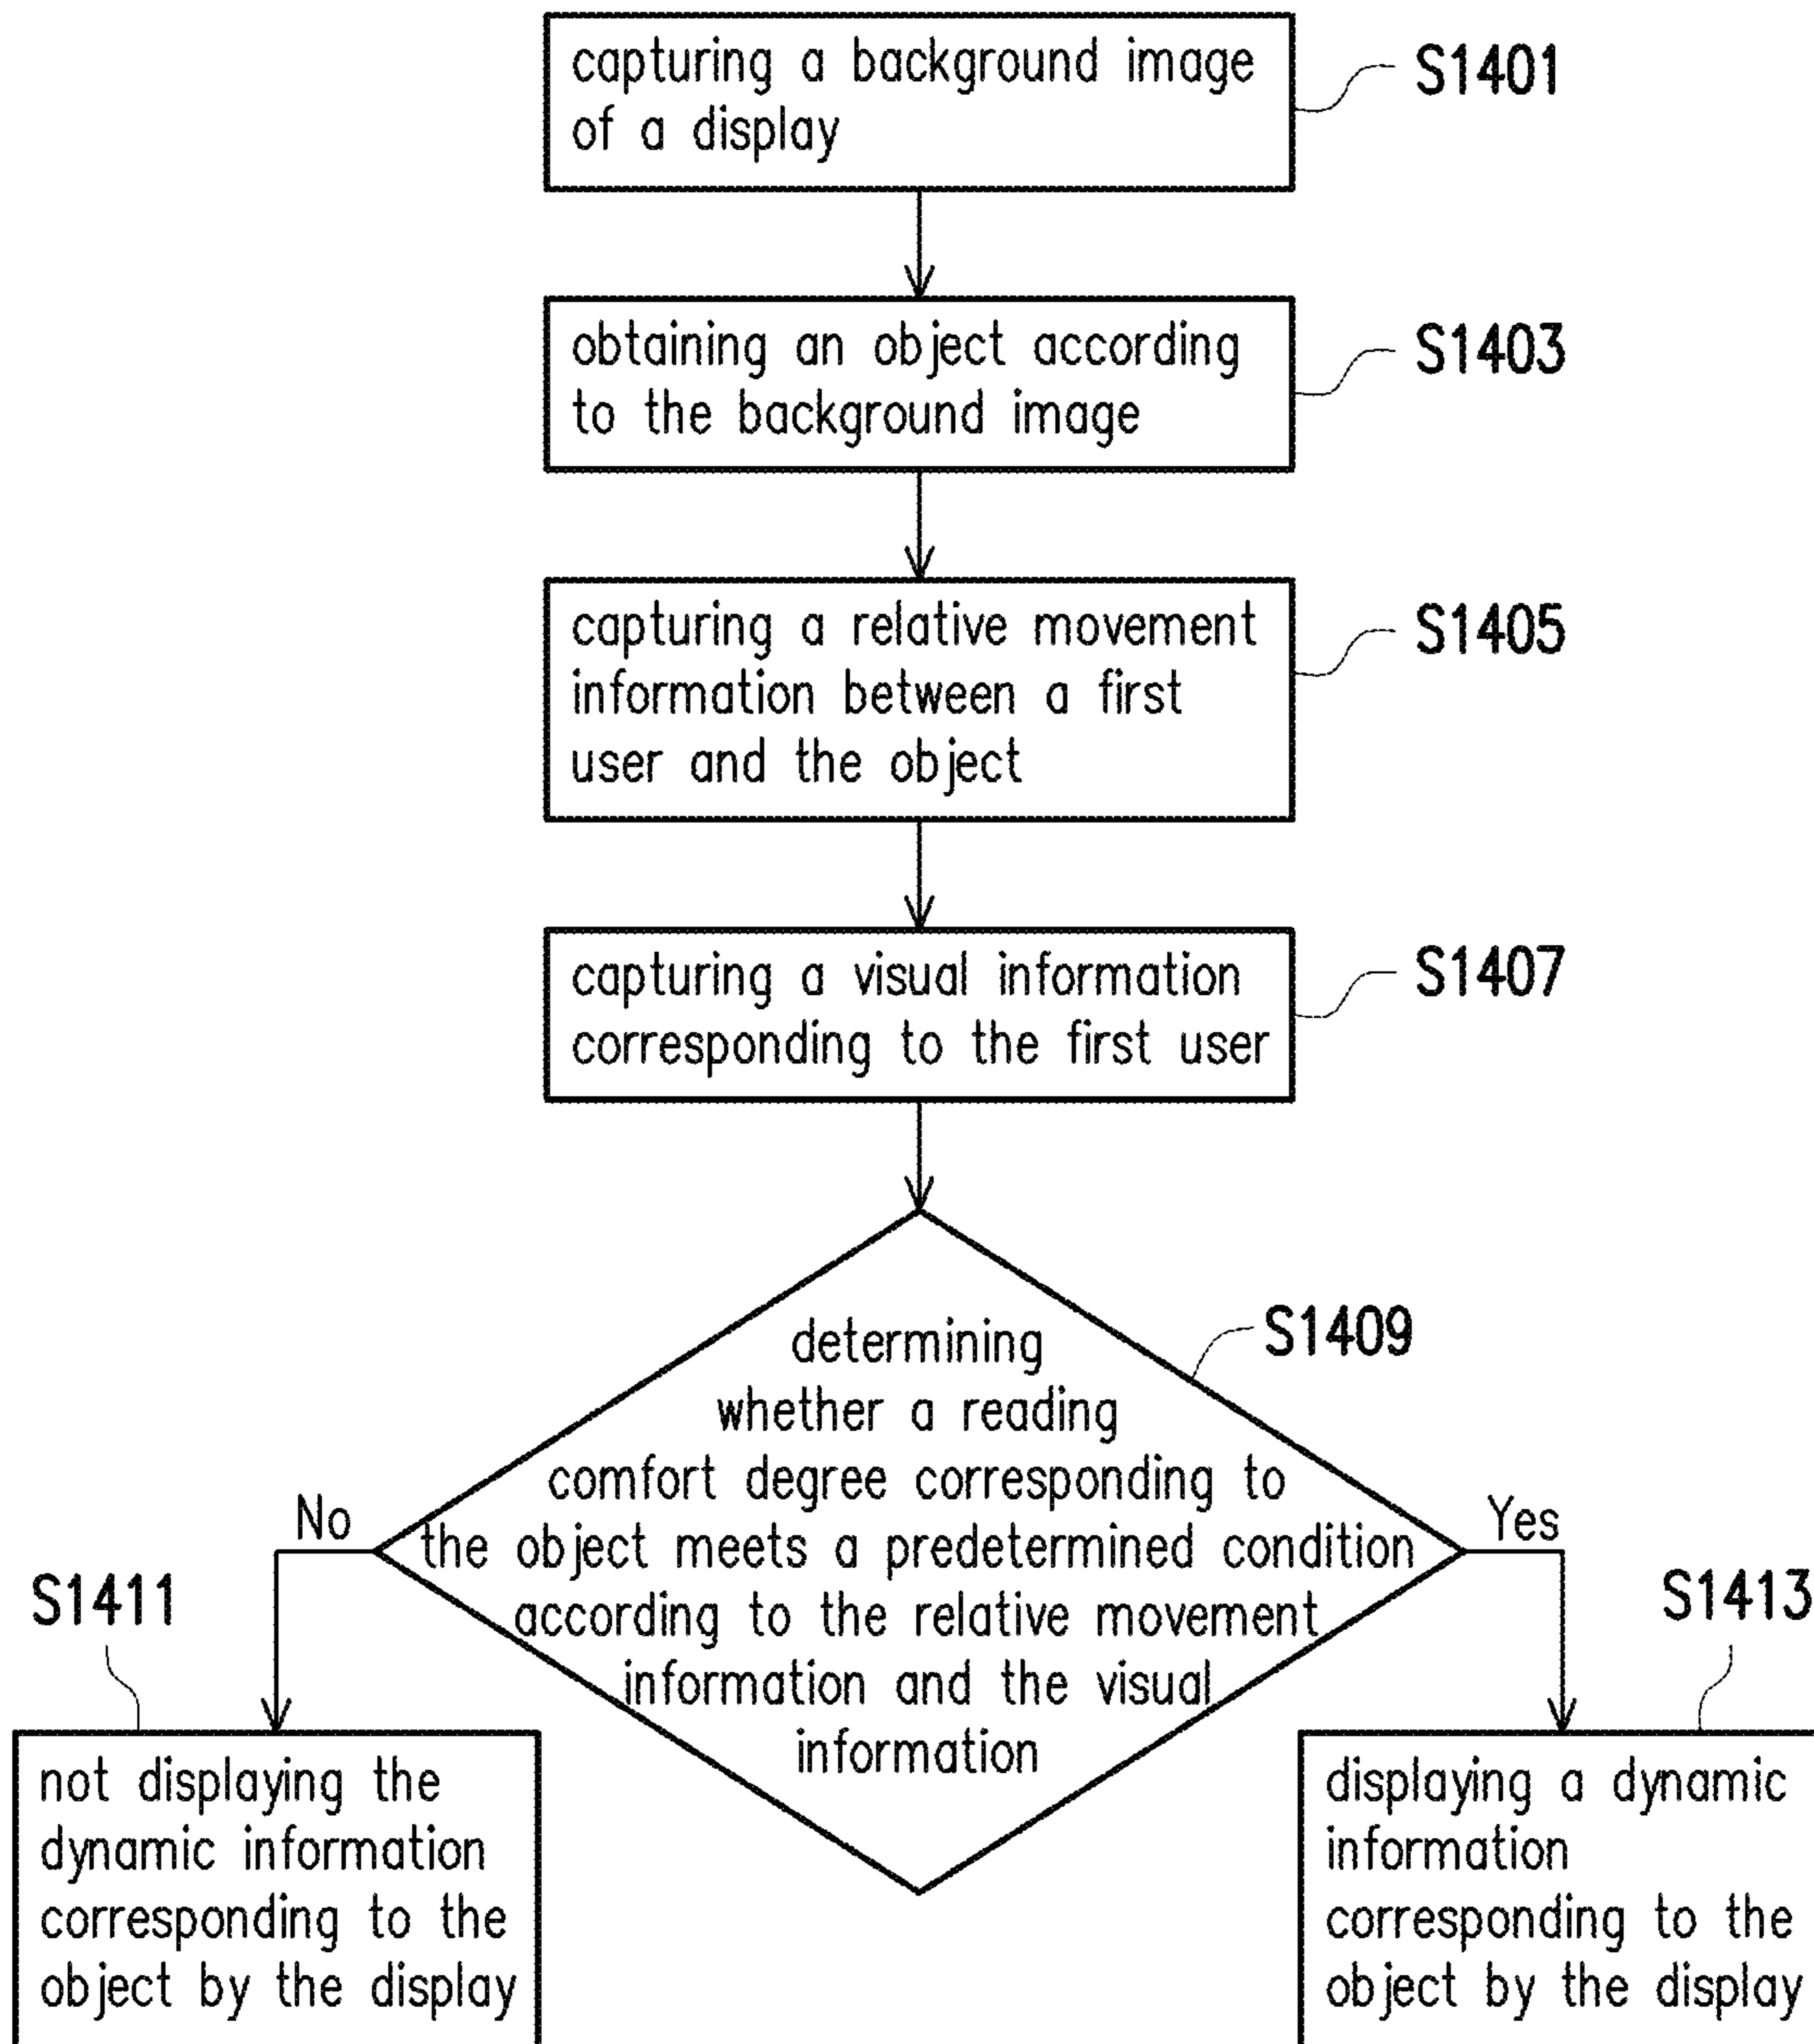 capturing a background image
of a display
S1401
obtaining an object according
to the background image
S1403
capturing a relative movement
information between a first
user and the object
S1405
capturing a visual information
corresponding to the first user
S1407
determining
whether a reading
comfort degree corresponding to
the object meets a predetermined condition
according to the relative movement
information and the visual
information
S1409
No
Yes
S1411
not displaying the
dynamic information
corresponding to the
object by the display
S1413
displaying a dynamic
information
corresponding to the
object by the display